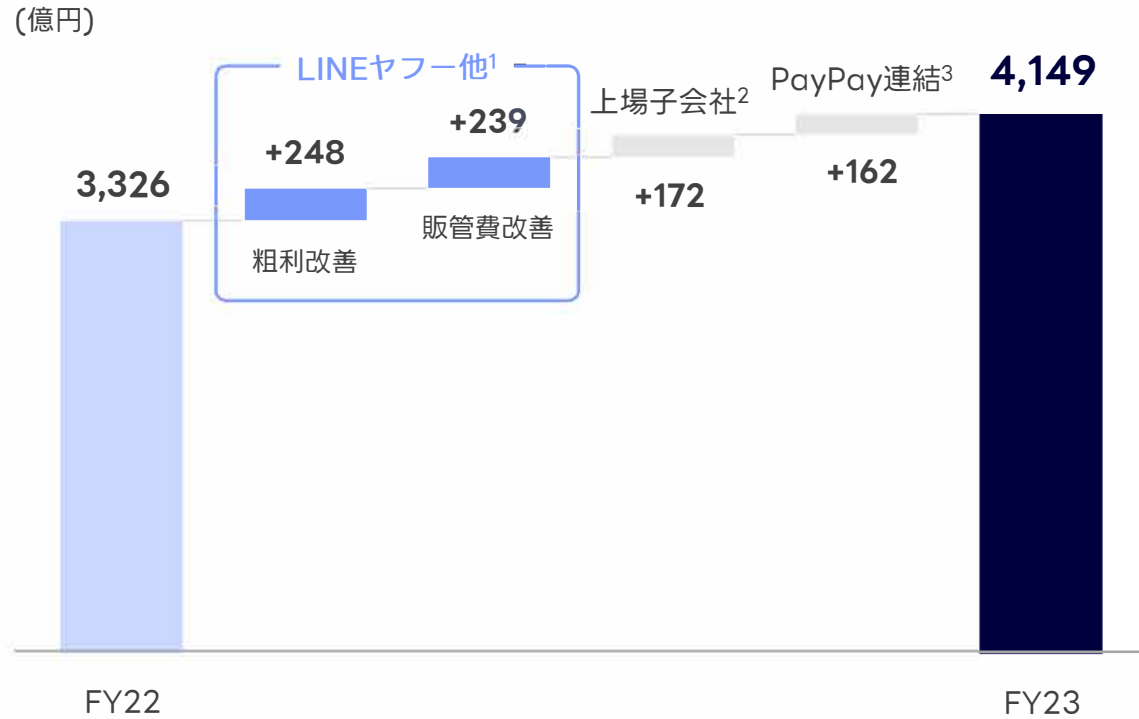 (億円)
LINEヤフー他¹
PayPay連結³
4,149
上場子会社²
+239
+248
3,326
+162
+172
販管費改善
粗利改善
FY22
FY23